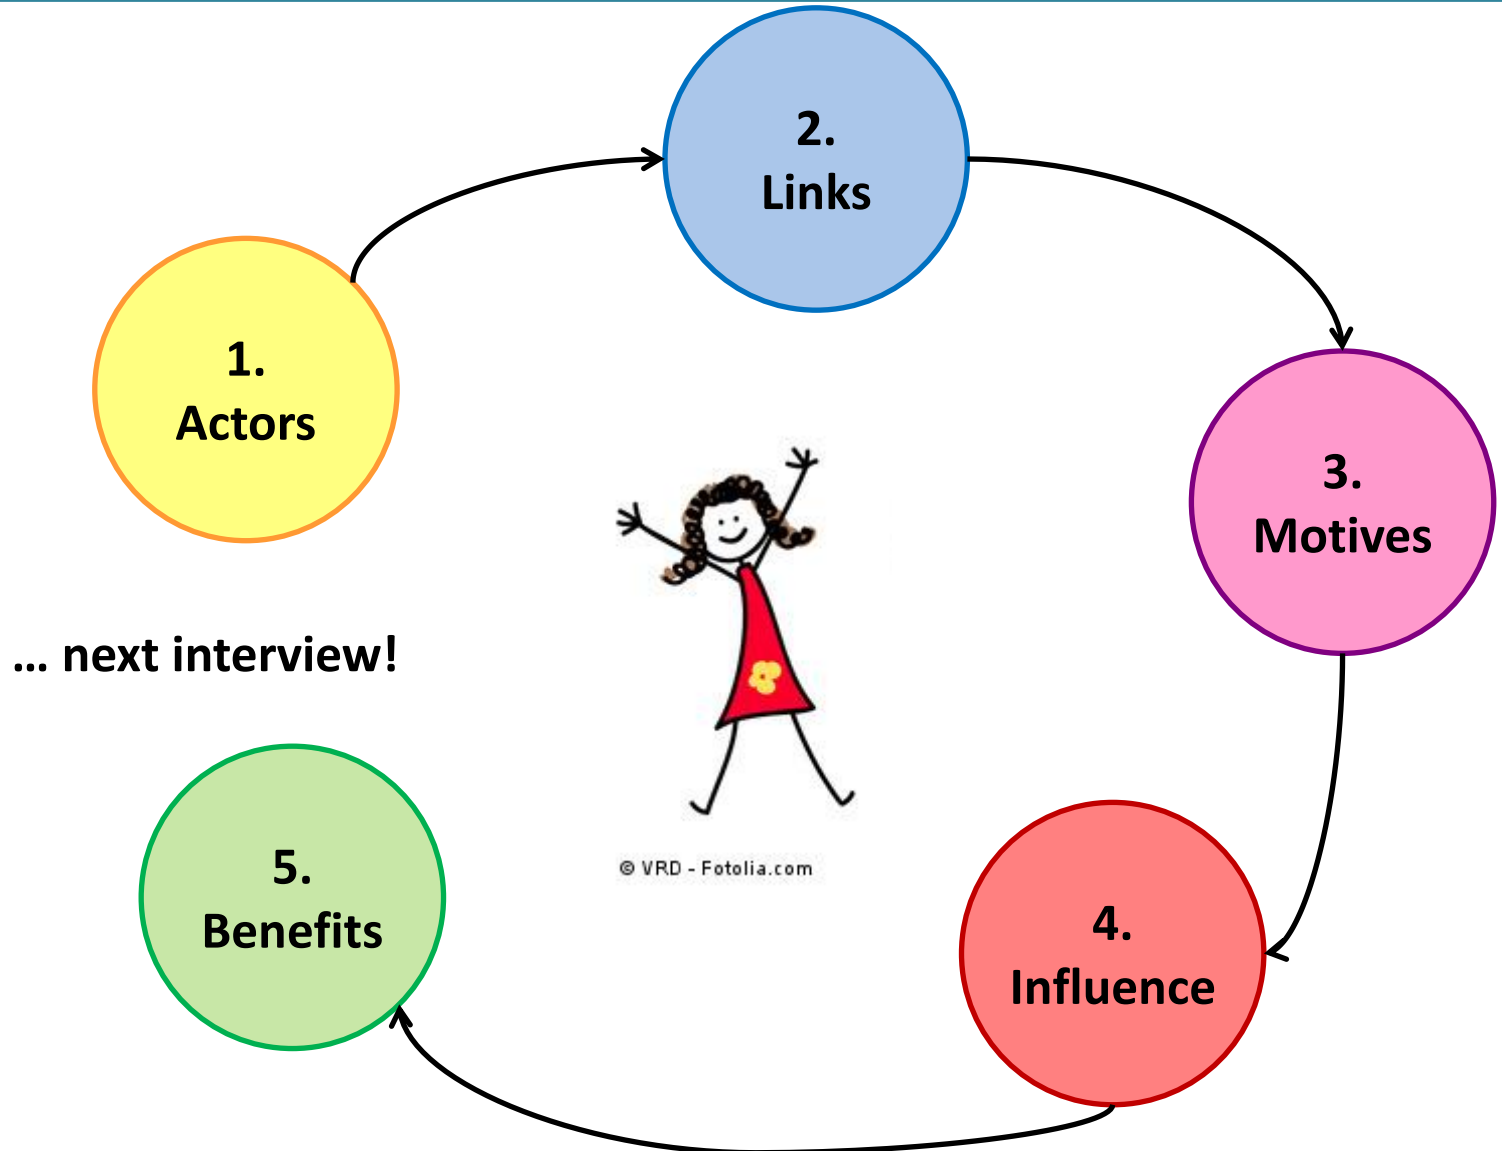 1.
Actors
2.
Links
3.
Motives
4.
Influence
5.
Benefits
... next interview!
© VRD - Fotolia.com